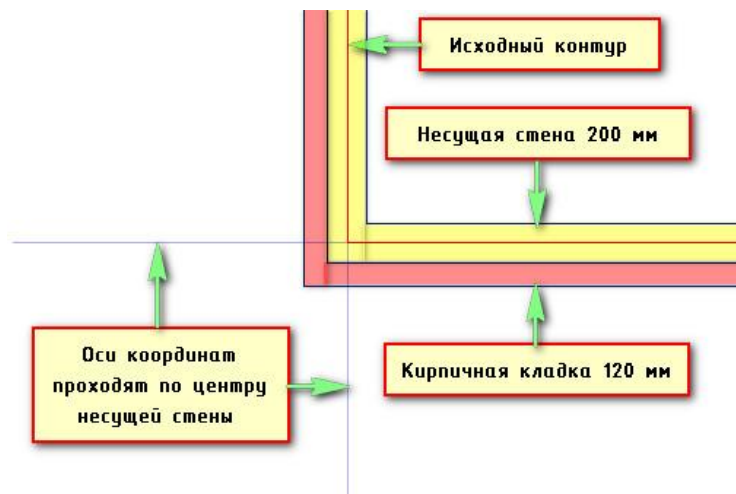 Исходный контур
Несущая стена 200 мм
Оси координат
проходят по центру
несущей стены
Кирпичная кладка 120 мм